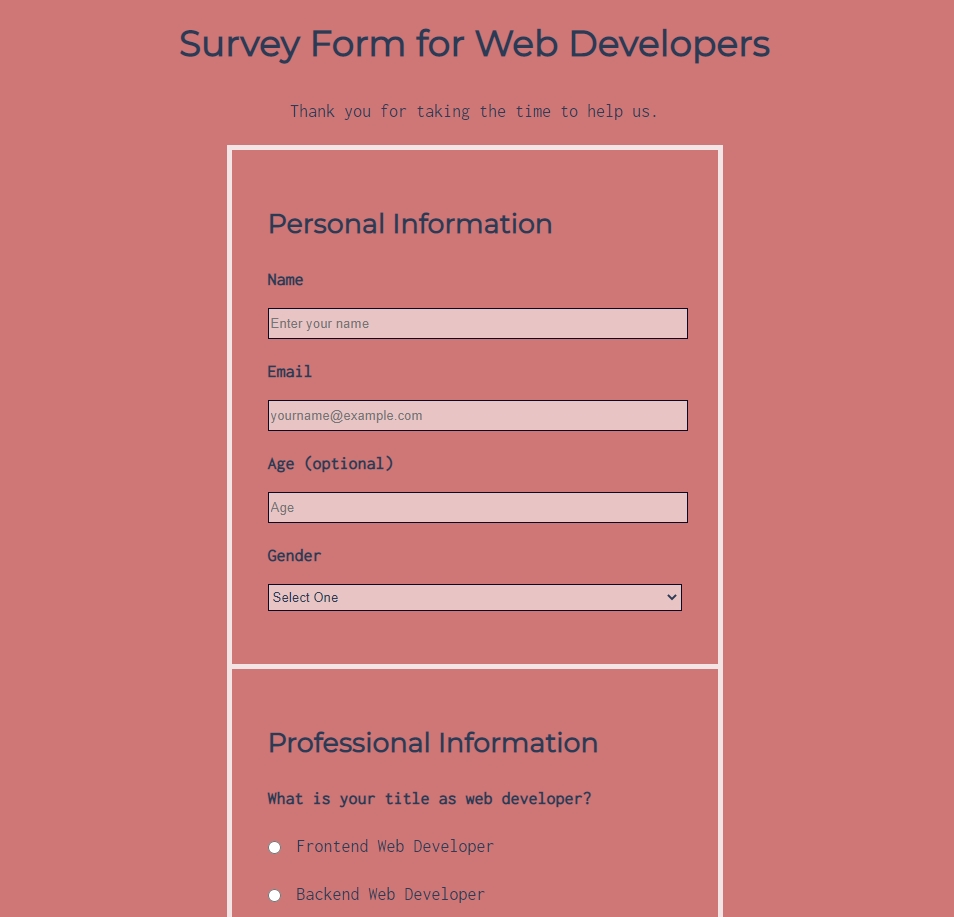 Survey Form for Web Developers
Thank you for taking the time to help us.
Personal Information
Name
Enter your name
Email
yourname@example.com
Age (optional)
Age
Gender
Select One
Professional Information
What is your title as web developer?
Frontend Web Developer
Backend Web Developer